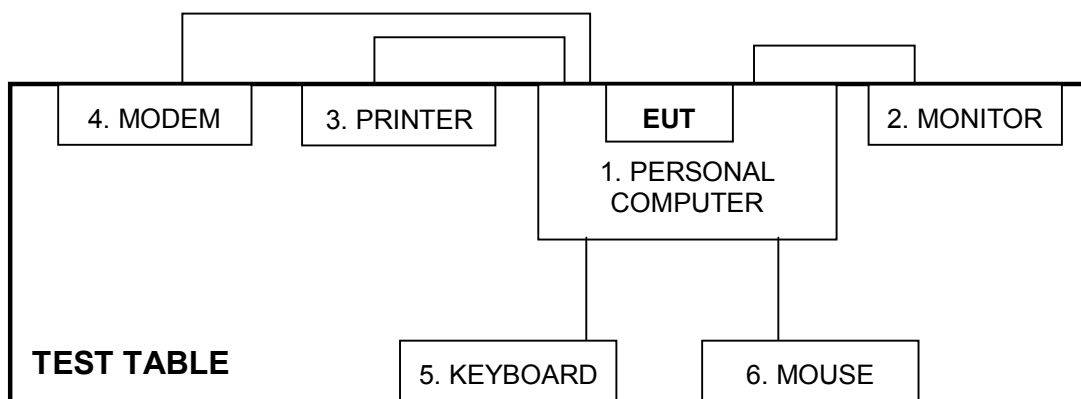 4. MODEM
3. PRINTER
EUT
2. MONITOR
1. PERSONAL
COMPUTER
TEST TABLE
5. KEYBOARD
6. MOUSE